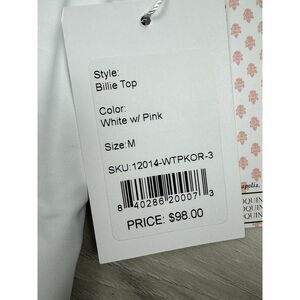 Style:
Billie Top
Color:
White w/ Pink
Size: M
SKU: 12014-WTPKOR-3
8 40286 20007 3
PRICE: $98.00